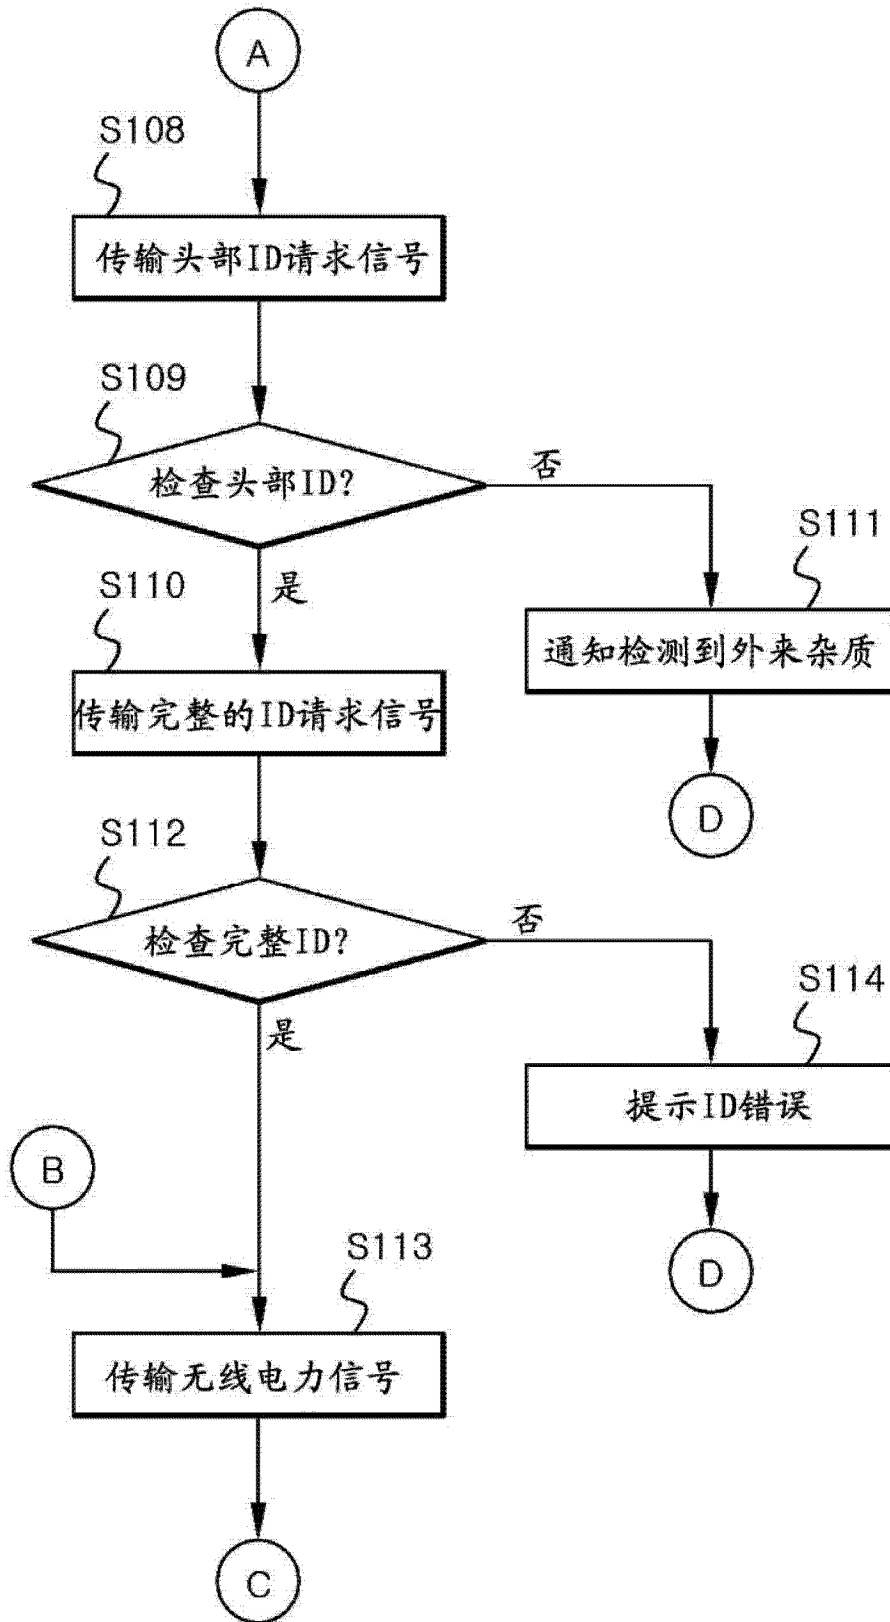 A
S108
传输头部ID请求信号
S109
检查头部ID?
否
是
S111
通知检测到外来杂质
D
S110
传输完整的ID请求信号
S112
检查完整ID?
否
是
S114
提示ID错误
D
B
S113
传输无线电力信号
C